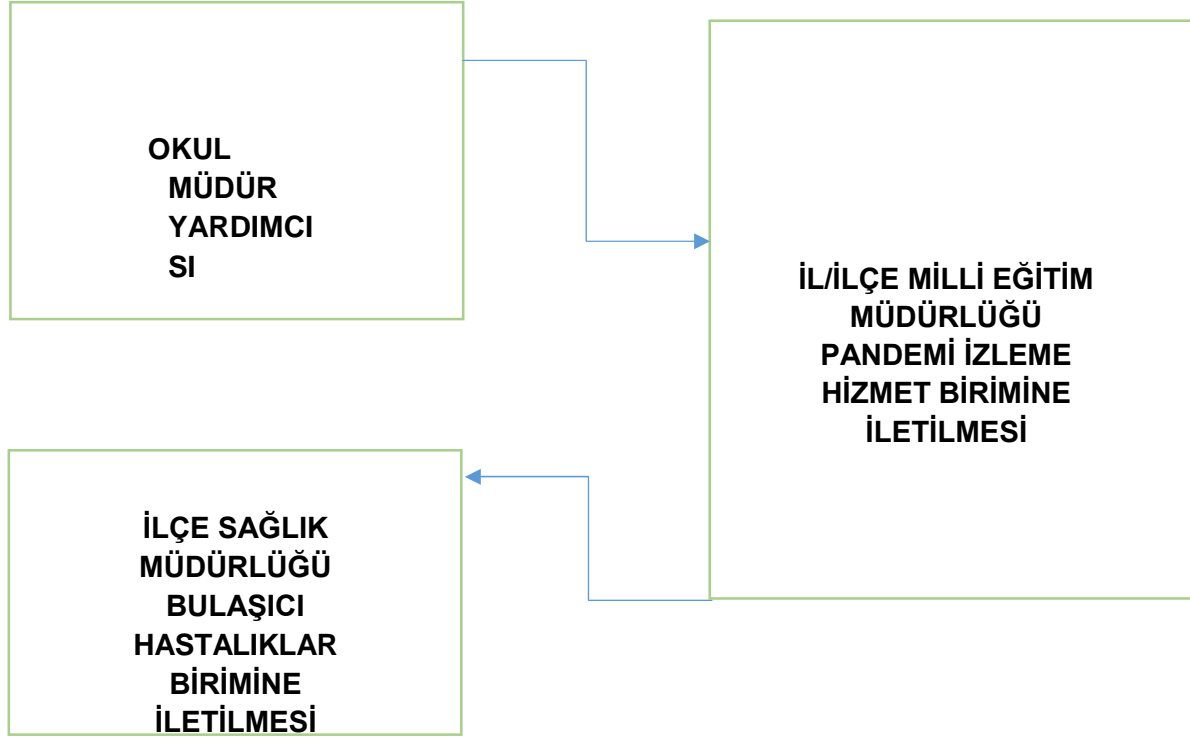 OKUL
MÜDÜR
YARDIMCI
SI
İL/İLÇE MİLLİ EĞİTİM
MÜDÜRLÜĞÜ
PANDEMİ İZLEME
HİZMET BİRİMİNE
İLETİLMESİ
İLÇE SAĞLIK
MÜDÜRLÜĞÜ
BULAŞICI
HASTALIKLAR
BİRİMİNE
İLETİLMESİ